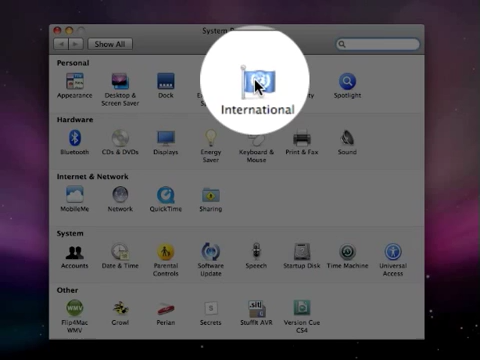 System P
Show All
Personal
Appearance
Desktop &
Screen Saver
Dock
International
Spotlight
Hardware
Bluetooth
CDs & DVDs
Displays
Energy
Saver
Keyboard &
Mouse
Print & Fax
Sound
Internet & Network
MobileMe
Network
QuickTime
Sharing
System
Accounts
Date & Time
Parental
Controls
Software
Update
Speech
Startup Disk
Time Machine
Universal
Access
Other
Flip4Mac
WMV
Growl
Perian
Secrets
StuffIt AVR
Version Cue
CS4